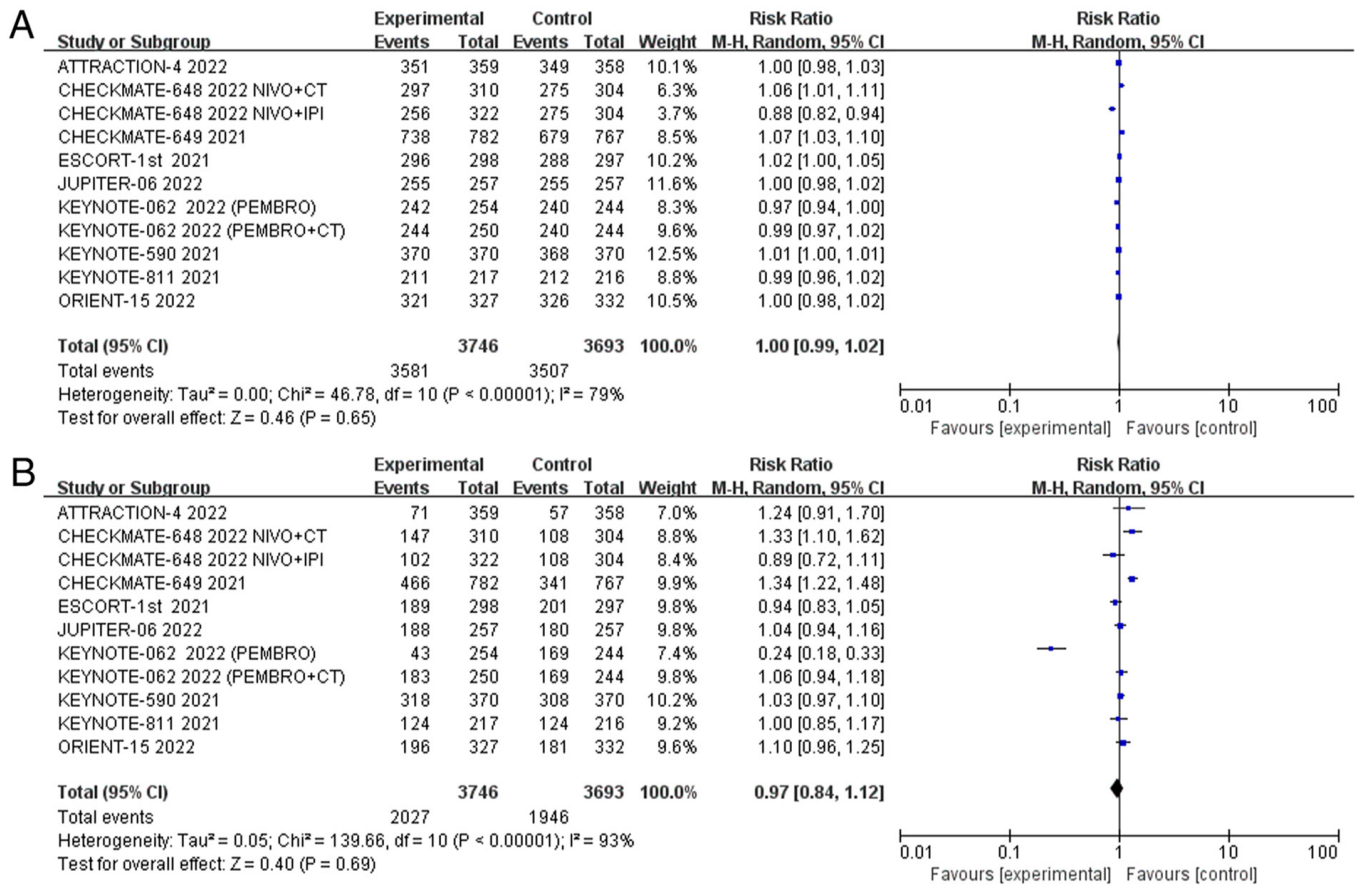 A
Experimental Control Risk Ratio Risk Ratio
Study or Subgroup Events Total Events Total Weight M-H, Random, 95% CI M-H, Random, 95% CI
ATTRACTION-4 2022 351 359 349 358 10.1% 1.00 [0.98, 1.03]
CHECKMATE-648 2022 NIVO+CT 297 310 275 304 6.3% 1.06 [1.01, 1.11]
CHECKMATE-648 2022 NIVO+IPI 256 322 275 304 3.7% 0.88 [0.82, 0.94]
CHECKMATE-649 2021 738 782 679 767 8.5% 1.07 [1.03, 1.10]
ESCORT-1st 2021 296 298 288 297 10.2% 1.02 [1.00, 1.05]
JUPITER-06 2022 255 257 255 257 11.6% 1.00 [0.98, 1.02]
KEYNOTE-062 2022 (PEMBRO) 242 254 240 244 8.3% 0.97 [0.94, 1.00]
KEYNOTE-062 2022 (PEMBRO+CT) 244 250 240 244 9.6% 0.99 [0.97, 1.02]
KEYNOTE-590 2021 370 370 368 370 12.5% 1.01 [1.00, 1.01]
KEYNOTE-811 2021 211 217 212 216 8.8% 0.99 [0.96, 1.02]
ORIENT-15 2022 321 327 326 332 10.5% 1.00 [0.98, 1.02]
Total (95% CI) 3746 3693 100.0% 1.00 [0.99, 1.02]
Total events 3581 3507
Heterogeneity: Tau² = 0.00; Chi² = 46.78, df = 10 (P < 0.00001); I² = 79%
Test for overall effect: Z = 0.46 (P = 0.65)
0.01 0.1 1 10 100
Favours [experimental] Favours [control]
B
Experimental Control Risk Ratio Risk Ratio
Study or Subgroup Events Total Events Total Weight M-H, Random, 95% CI M-H, Random, 95% CI
ATTRACTION-4 2022 71 359 57 358 7.0% 1.24 [0.91, 1.70]
CHECKMATE-648 2022 NIVO+CT 147 310 108 304 8.8% 1.33 [1.10, 1.62]
CHECKMATE-648 2022 NIVO+IPI 102 322 108 304 8.4% 0.89 [0.72, 1.11]
CHECKMATE-649 2021 466 782 341 767 9.9% 1.34 [1.22, 1.48]
ESCORT-1st 2021 189 298 201 297 9.8% 0.94 [0.83, 1.05]
JUPITER-06 2022 188 257 180 257 9.8% 1.04 [0.94, 1.16]
KEYNOTE-062 2022 (PEMBRO) 43 254 169 244 7.4% 0.24 [0.18, 0.33]
KEYNOTE-062 2022 (PEMBRO+CT) 183 250 169 244 9.8% 1.06 [0.94, 1.18]
KEYNOTE-590 2021 318 370 308 370 10.2% 1.03 [0.97, 1.10]
KEYNOTE-811 2021 124 217 124 216 9.2% 1.00 [0.85, 1.17]
ORIENT-15 2022 196 327 181 332 9.6% 1.10 [0.96, 1.25]
Total (95% CI) 3746 3693 100.0% 0.97 [0.84, 1.12]
Total events 2027 1946
Heterogeneity: Tau² = 0.05; Chi² = 139.66, df = 10 (P < 0.00001); I² = 93%
Test for overall effect: Z = 0.40 (P = 0.69)
0.01 0.1 1 10 100
Favours [experimental] Favours [control]